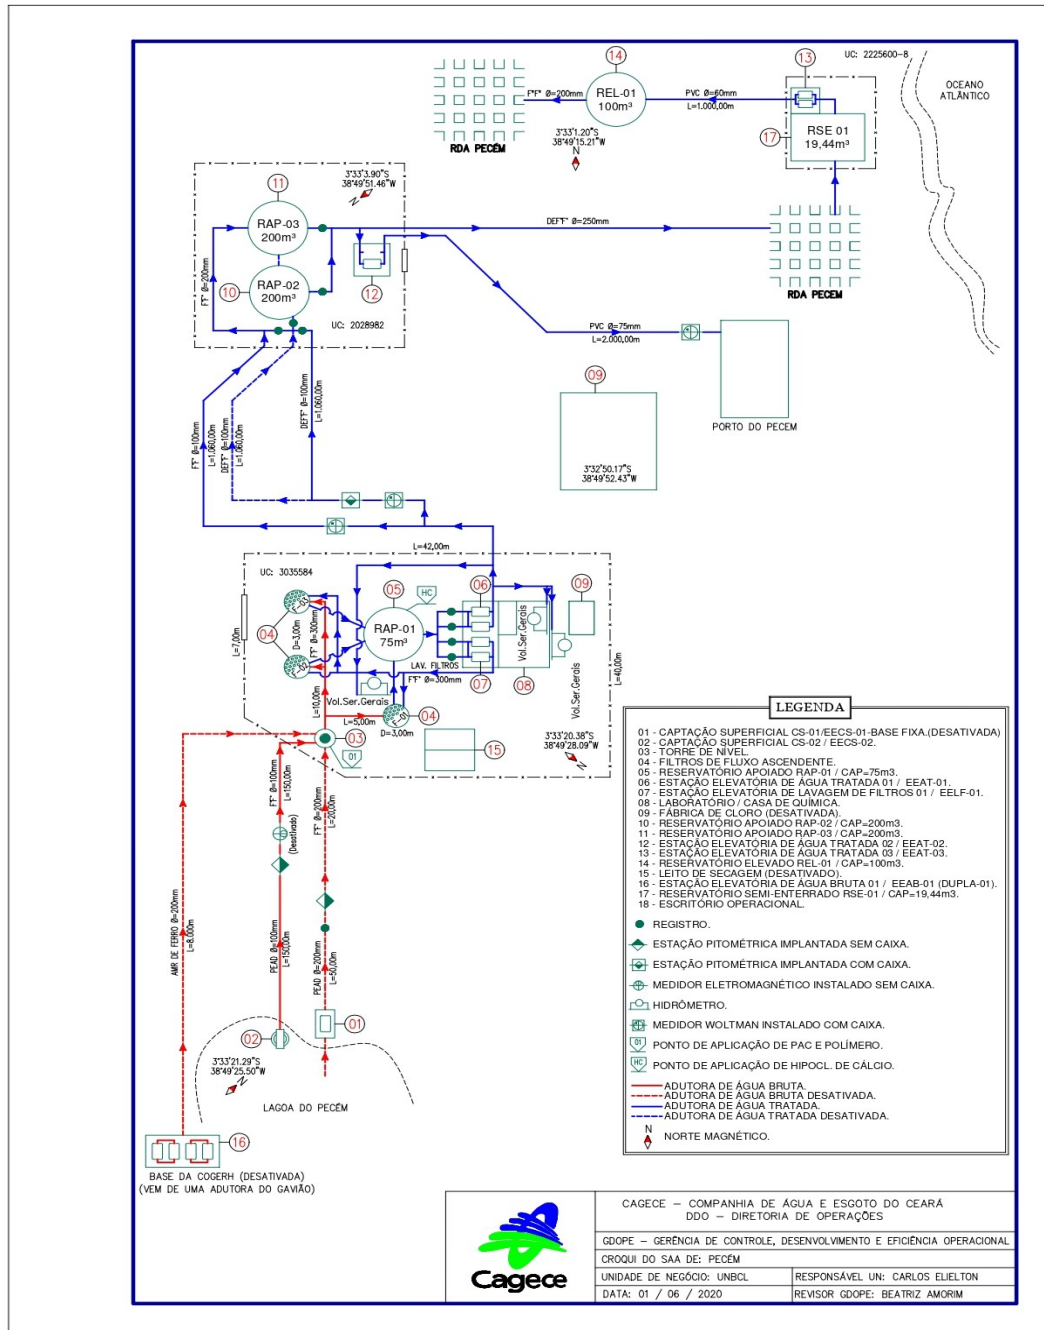 14
REL-01
100m³
F°F° Ø=200mm
PVC Ø=60mm
L=1.000,00m
3°33'1.20"S
38°49'15.21"W
N
RDA PECÉM
13
UC: 2225600-8
17
RSE 01
19,44m³
OCEANO
ATLÂNTICO
RDA PECEM
11
RAP-03
200m³
3°33'3.90"S
38°49'51.46"W
N
10
RAP-02
200m³
F°F° Ø=200mm
UC: 2028982
12
DEF°F° Ø=250mm
PVC Ø=75mm
L=2.000,00m
PORTO DO PECEM
09
3°32'50.17"S
38°49'52.43"W
F°F° Ø=100mm
L=1.060,00m
DEF°F° Ø=100mm
L=1.060,00m
DEF°F° Ø=100mm
L=1.060,00m
L=42,00m
UC: 3035584
L=7,00m
L=40,00m
04
F-03
F-02
D=3,00m
F°F° Ø=300mm
L=10,00m
05
HC
RAP-01
75m³
06
07
08
09
Vol.Ser.Gerais
Vol.Ser.Gerais
LAV. FILTROS
F°F° Ø=300mm
Vol.Ser.Gerais
L=5,00m
F-01
04
D=3,00m
03
01
15
3°33'20.38"S
38°49'28.09"W
N
F°F° Ø=100mm
L=150,00m
(Desativado)
F°F° Ø=200mm
L=20,00m
AMR DE FERRO Ø=200mm
L=8.000m
PEAD Ø=100mm
L=150,00m
PEAD Ø=200mm
L=50,00m
02
01
3°33'21.29"S
38°49'25.50"W
N
LAGOA DO PECÉM
16
BASE DA COGERH (DESATIVADA)
(VEM DE UMA ADUTORA DO GAVIÃO)
LEGENDA
01 - CAPTAÇÃO SUPERFICIAL CS-01/EECS-01-BASE FIXA.(DESATIVADA)
02 - CAPTAÇÃO SUPERFICIAL CS-02 / EECS-02.
03 - TORRE DE NÍVEL.
04 - FILTROS DE FLUXO ASCENDENTE.
05 - RESERVATÓRIO APOIADO RAP-01 / CAP=75m3.
06 - ESTAÇÃO ELEVATÓRIA DE ÁGUA TRATADA 01 / EEAT-01.
07 - ESTAÇÃO ELEVATÓRIA DE LAVAGEM DE FILTROS 01 / EELF-01.
08 - LABORATÓRIO / CASA DE QUÍMICA.
09 - FÁBRICA DE CLORO (DESATIVADA).
10 - RESERVATÓRIO APOIADO RAP-02 / CAP=200m3.
11 - RESERVATÓRIO APOIADO RAP-03 / CAP=200m3.
12 - ESTAÇÃO ELEVATÓRIA DE ÁGUA TRATADA 02 / EEAT-02.
13 - ESTAÇÃO ELEVATÓRIA DE ÁGUA TRATADA 03 / EEAT-03.
14 - RESERVATÓRIO ELEVADO REL-01 / CAP=100m3.
15 - LEITO DE SECAGEM (DESATIVADO).
16 - ESTAÇÃO ELEVATÓRIA DE ÁGUA BRUTA 01 / EEAB-01 (DUPLA-01).
17 - RESERVATÓRIO SEMI-ENTERRADO RSE-01 / CAP=19,44m3.
18 - ESCRITÓRIO OPERACIONAL.
REGISTRO.
ESTAÇÃO PITOMÉTRICA IMPLANTADA SEM CAIXA.
ESTAÇÃO PITOMÉTRICA IMPLANTADA COM CAIXA.
MEDIDOR ELETROMAGNÉTICO INSTALADO SEM CAIXA.
HIDRÔMETRO.
MEDIDOR WOLTMAN INSTALADO COM CAIXA.
01 PONTO DE APLICAÇÃO DE PAC E POLÍMERO.
HC PONTO DE APLICAÇÃO DE HIPOCL. DE CÁLCIO.
ADUTORA DE ÁGUA BRUTA.
ADUTORA DE ÁGUA BRUTA DESATIVADA.
ADUTORA DE ÁGUA TRATADA.
ADUTORA DE ÁGUA TRATADA DESATIVADA.
N
NORTE MAGNÉTICO.
Cagece
CAGECE – COMPANHIA DE ÁGUA E ESGOTO DO CEARÁ
DDO – DIRETORIA DE OPERAÇÕES
GDOPE – GERÊNCIA DE CONTROLE, DESENVOLVIMENTO E EFICIÊNCIA OPERACIONAL
CROQUI DO SAA DE: PECÉM
UNIDADE DE NEGÓCIO: UNBCL
RESPONSÁVEL UN: CARLOS ELIELTON
DATA: 01 / 06 / 2020
REVISOR GDOPE: BEATRIZ AMORIM